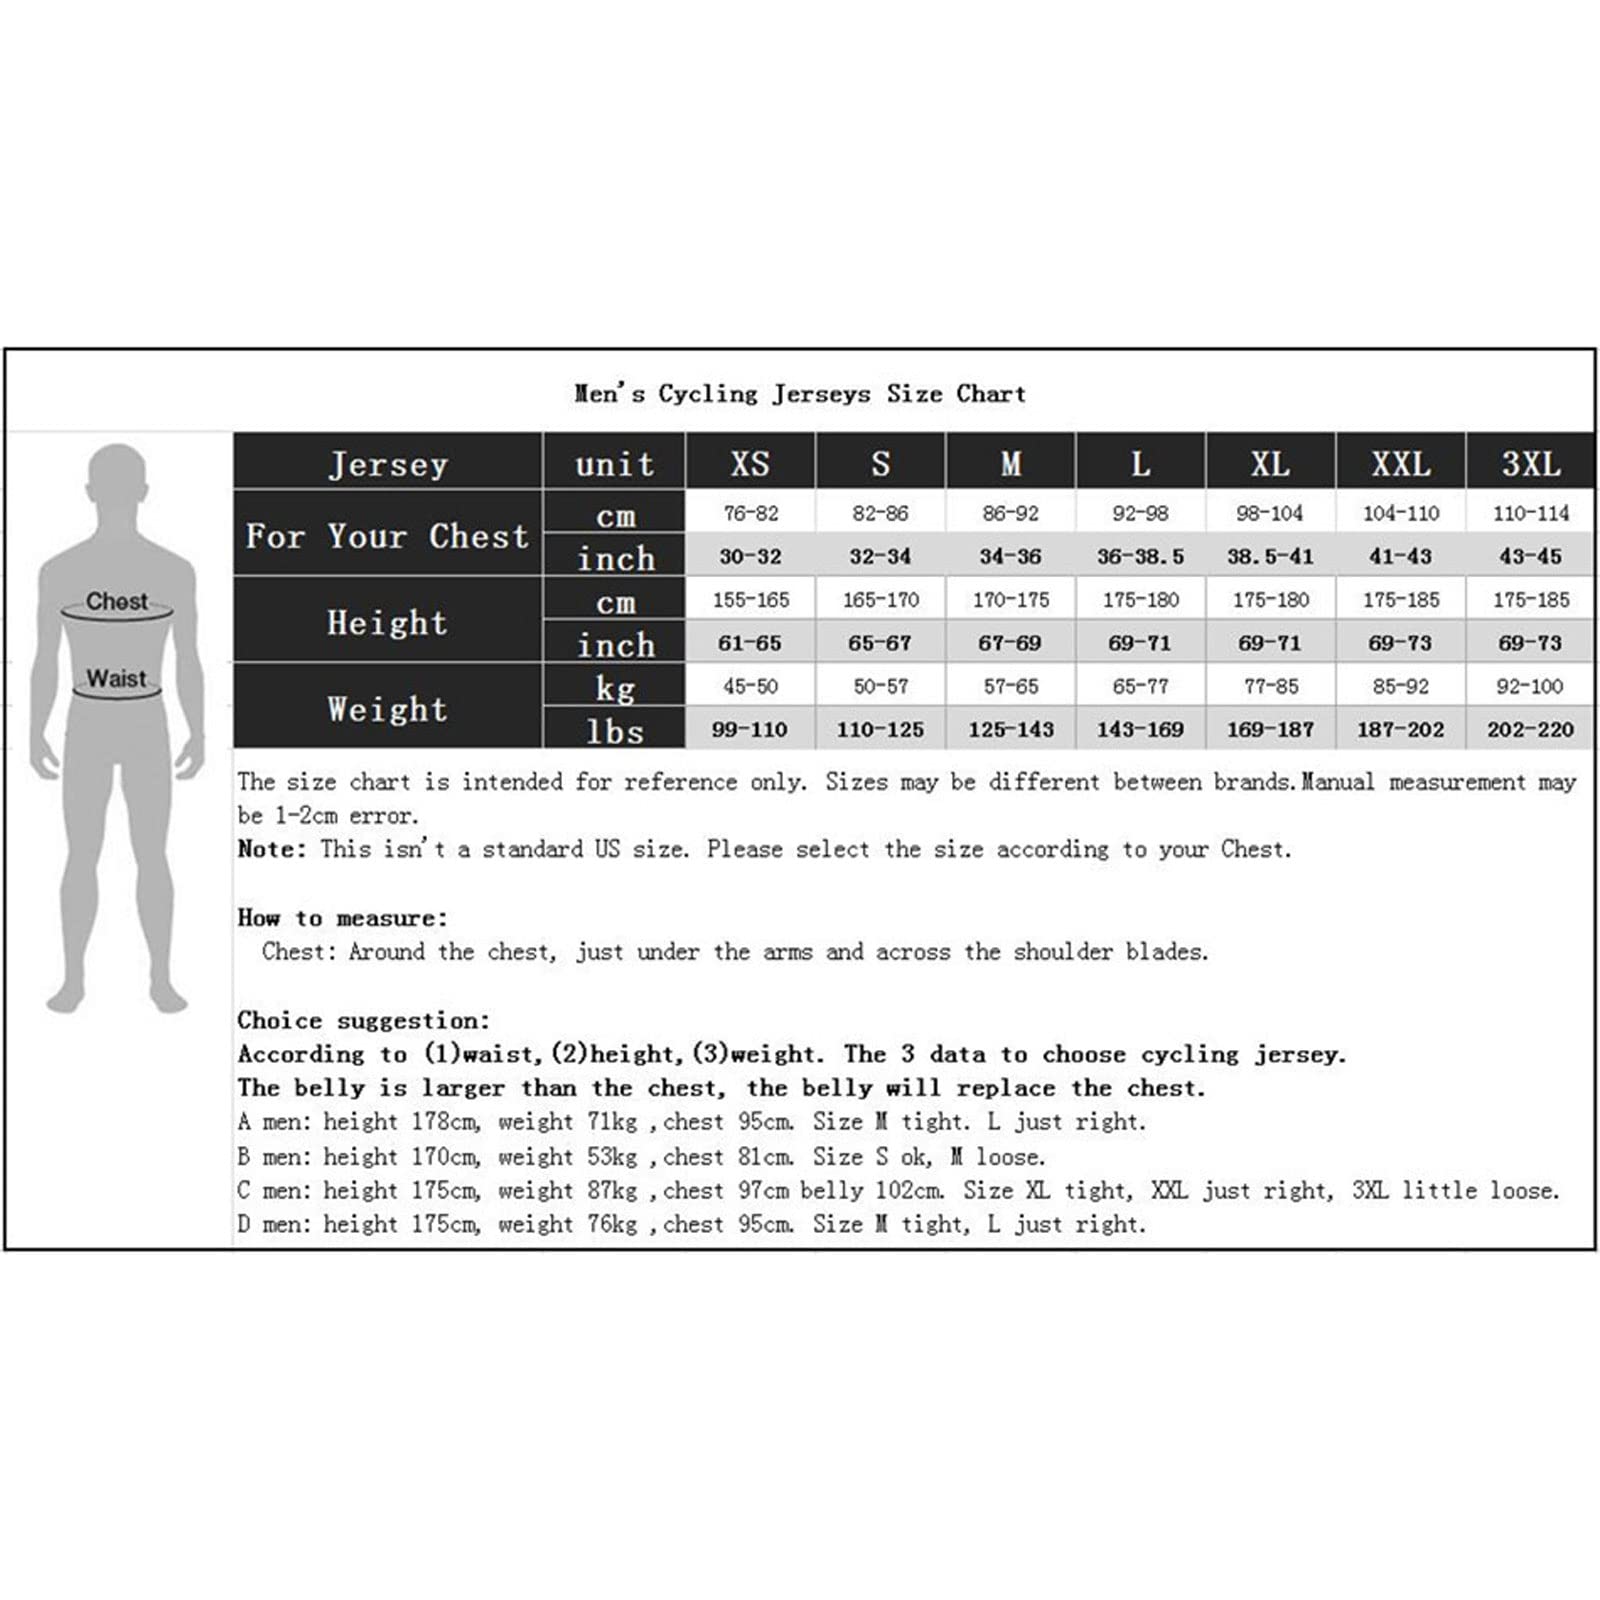 Men's Cycling Jerseys Size Chart
Jersey unit XS S M L XL XXL 3XL
For Your Chest cm 76-82 82-86 86-92 92-98 98-104 104-110 110-114
inch 30-32 32-34 34-36 36-38.5 38.5-41 41-43 43-45
Height cm 155-165 165-170 170-175 175-180 175-180 175-185 175-185
inch 61-65 65-67 67-69 69-71 69-71 69-73 69-73
Weight kg 45-50 50-57 57-65 65-77 77-85 85-92 92-100
lbs 99-110 110-125 125-143 143-169 169-187 187-202 202-220
Chest
Waist
The size chart is intended for reference only. Sizes may be different between brands.Manual measurement may
be 1-2cm error.
Note: This isn't a standard US size. Please select the size according to your Chest.
How to measure:
Chest: Around the chest, just under the arms and across the shoulder blades.
Choice suggestion:
According to (1)waist,(2)height,(3)weight. The 3 data to choose cycling jersey.
The belly is larger than the chest, the belly will replace the chest.
A men: height 178cm, weight 71kg ,chest 95cm. Size M tight. L just right.
B men: height 170cm, weight 53kg ,chest 81cm. Size S ok, M loose.
C men: height 175cm, weight 87kg ,chest 97cm belly 102cm. Size XL tight, XXL just right, 3XL little loose.
D men: height 175cm, weight 76kg ,chest 95cm. Size M tight, L just right.